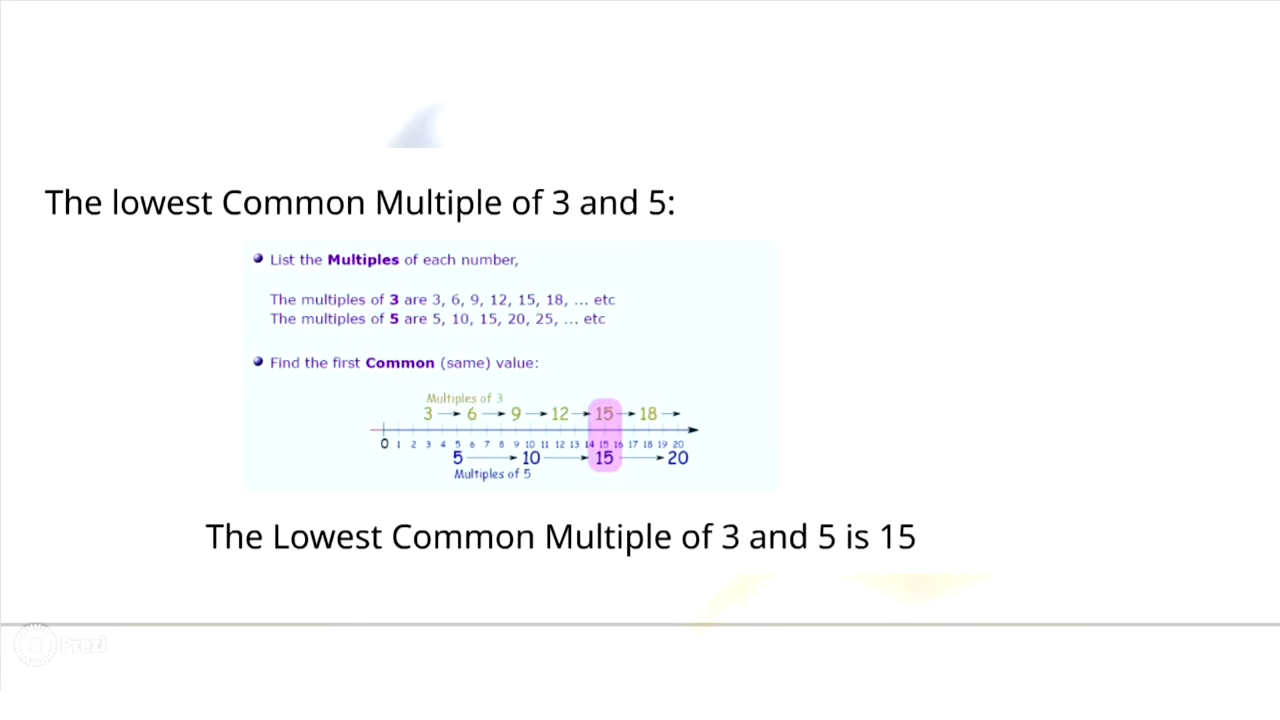 The lowest Common Multiple of 3 and 5:
List the Multiples of each number,
The multiples of 3 are 3, 6, 9, 12, 15, 18, ... etc
The multiples of 5 are 5, 10, 15, 20, 25, ... etc
Find the first Common (same) value:
Multiples of 3
3 6 9 12 15 18
0 1 2 3 4 5 6 7 8 9 10 11 12 13 14 15 16 17 18 19 20
5 10 15 20
Multiples of 5
The Lowest Common Multiple of 3 and 5 is 15
Prezi